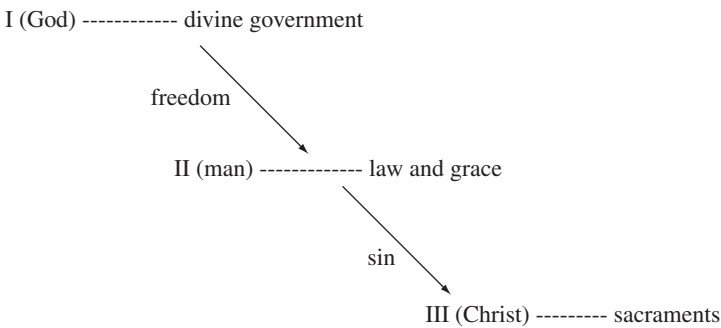 I (God) ------------ divine government
freedom
II (man) ------------- law and grace
sin
III (Christ) --------- sacraments